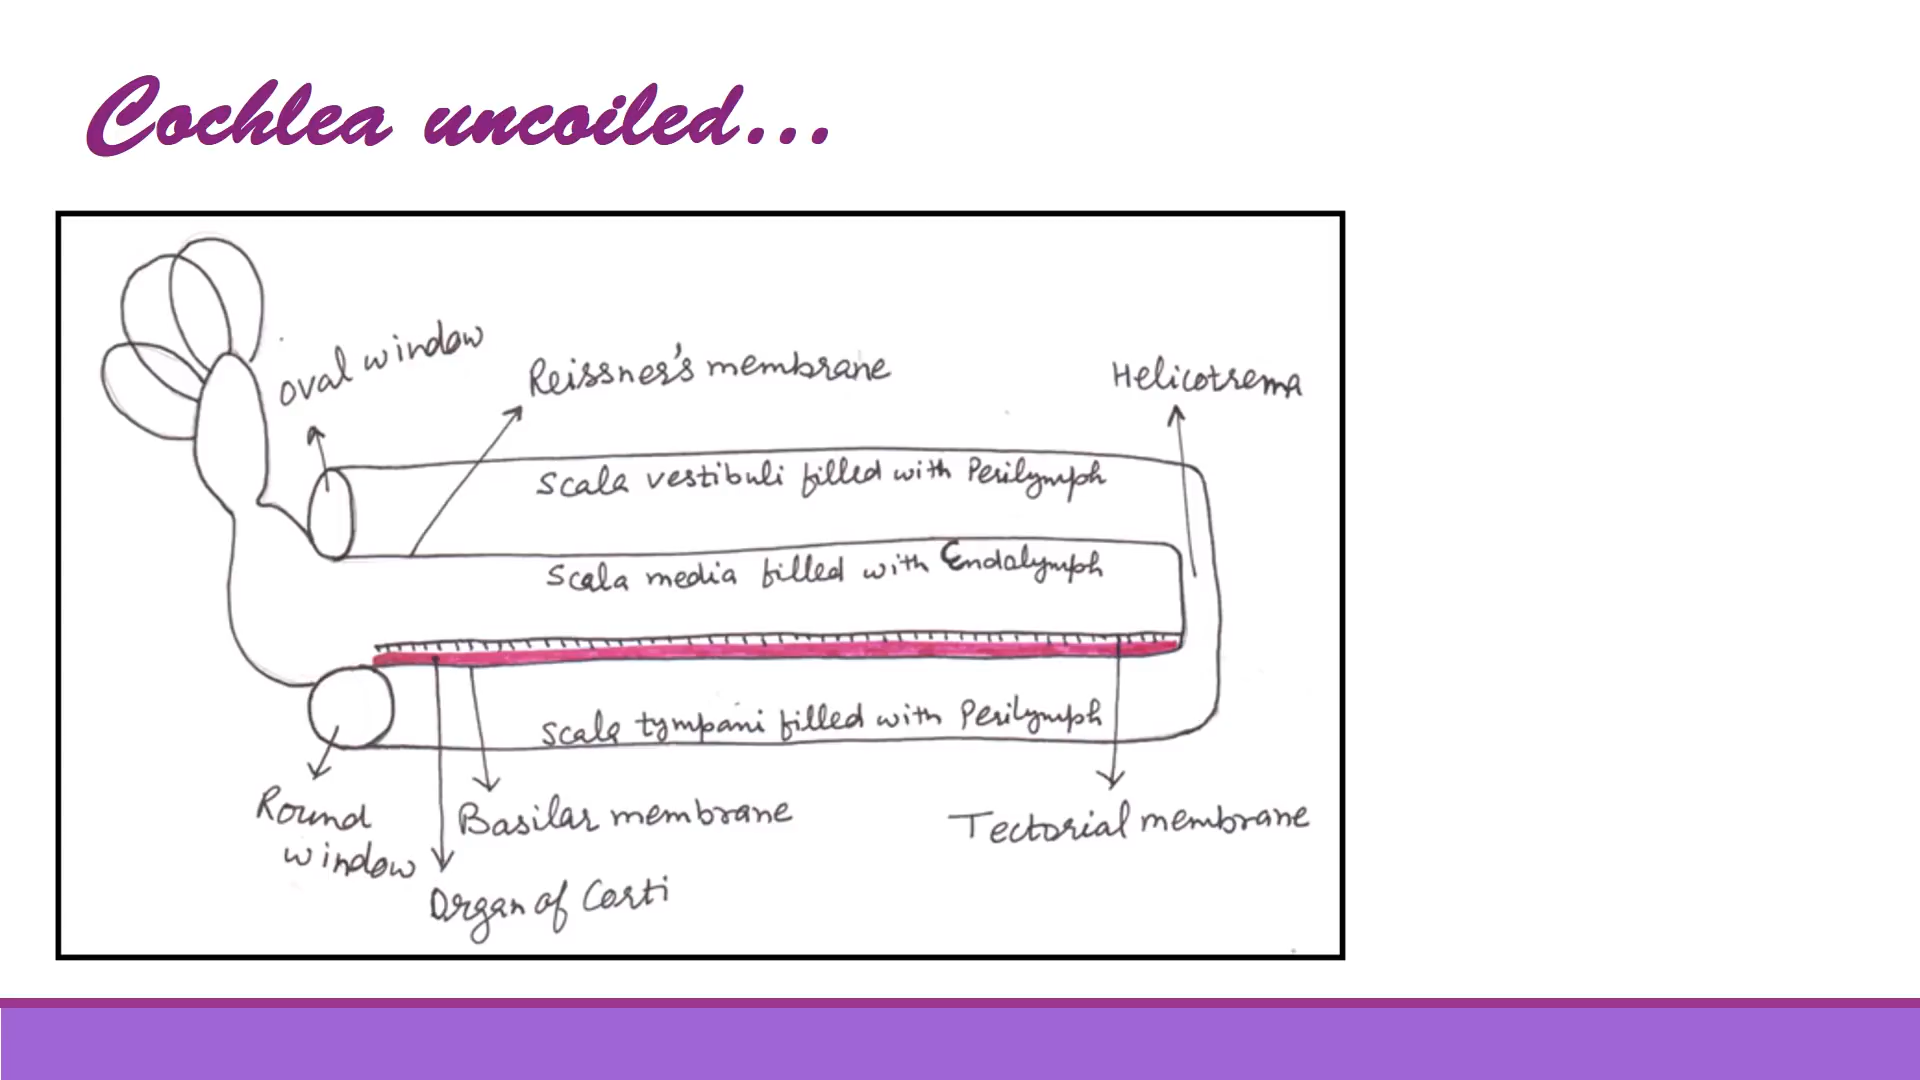 Cochlea uncoiled...
oval window
Reissner's membrane
Helicotrema
Scala vestibuli filled with Perilymph
Scala media filled with Endolymph
Scala tympani filled with Perilymph
Round
window
Basilar membrane
Tectorial membrane
Organ of Corti